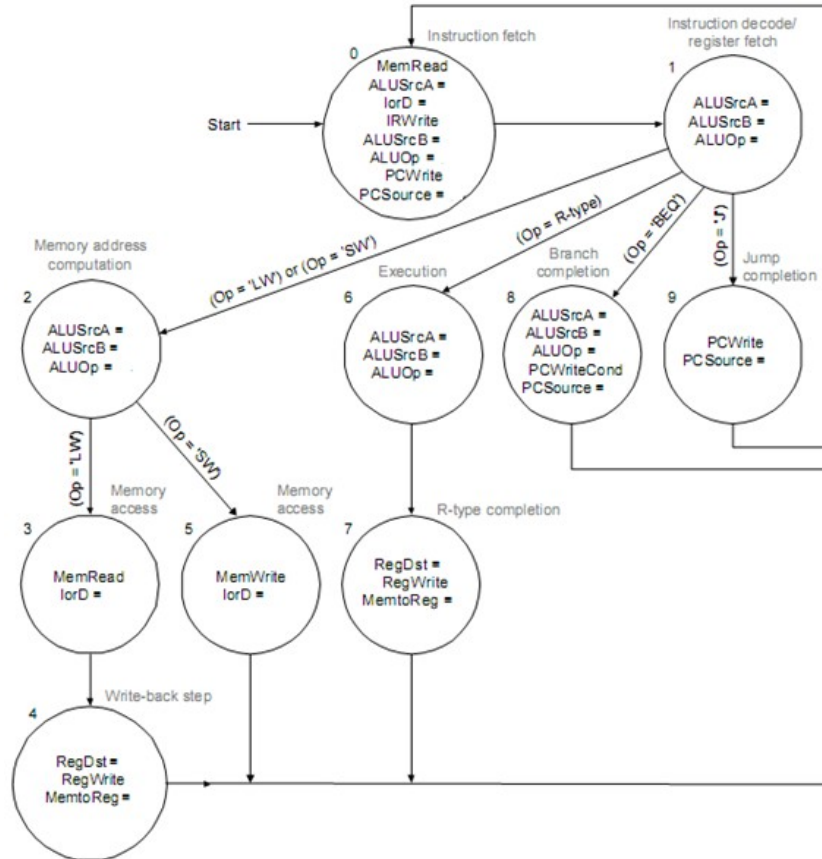 Instruction fetch
0
MemRead
ALUSrcA =
IorD =
IRWrite
ALUSrcB =
ALUOp =
PCWrite
PCSource =
Start
Instruction decode/
register fetch
1
ALUSrcA =
ALUSrcB =
ALUOp =
(Op = 'LW') or (Op = 'SW')
(Op = R-type)
(Op = 'BEQ')
(Op = 'J')
Memory address
computation
2
ALUSrcA =
ALUSrcB =
ALUOp =
Execution
6
ALUSrcA =
ALUSrcB =
ALUOp =
Branch
completion
8
ALUSrcA =
ALUSrcB =
ALUOp =
PCWriteCond
PCSource =
Jump
completion
9
PCWrite
PCSource =
(Op = 'LW')
(Op = 'SW')
Memory
access
3
MemRead
IorD =
Memory
access
5
MemWrite
IorD =
R-type completion
7
RegDst =
RegWrite
MemtoReg =
Write-back step
4
RegDst =
RegWrite
MemtoReg =